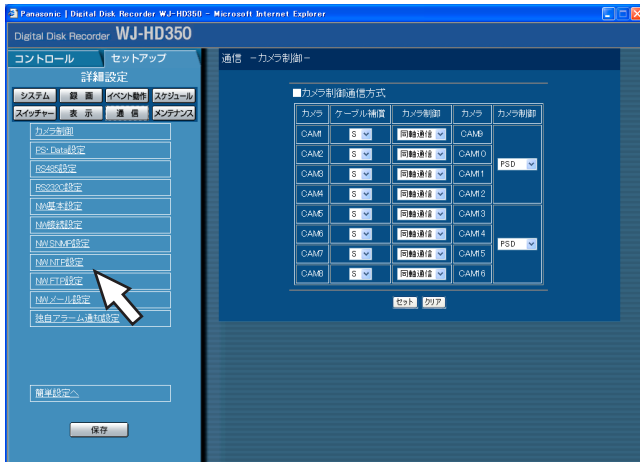 Panasonic | Digital Disk Recorder WJ-HD350 - Microsoft Internet Explorer
Digital Disk Recorder WJ-HD350
コントロール セットアップ
詳細設定
システム 録 画 イベント動作 スケジュール
スイッチャー 表 示 通 信 メンテナンス
カメラ制御
PS･Data設定
RS485設定
RS232C設定
NW基本設定
NW接続設定
NW SNMP設定
NW NTP設定
NW FTP設定
NW メール設定
独自アラーム通知設定
簡単設定へ
保存
通信 －カメラ制御－
■カメラ制御通信方式
カメラ ケーブル補償 カメラ制御 カメラ カメラ制御
CAM1 S 同軸通信 CAM9
CAM2 S 同軸通信 CAM10
PSD
CAM3 S 同軸通信 CAM11
CAM4 S 同軸通信 CAM12
CAM5 S 同軸通信 CAM13
CAM6 S 同軸通信 CAM14
PSD
CAM7 S 同軸通信 CAM15
CAM8 S 同軸通信 CAM16
セット クリア